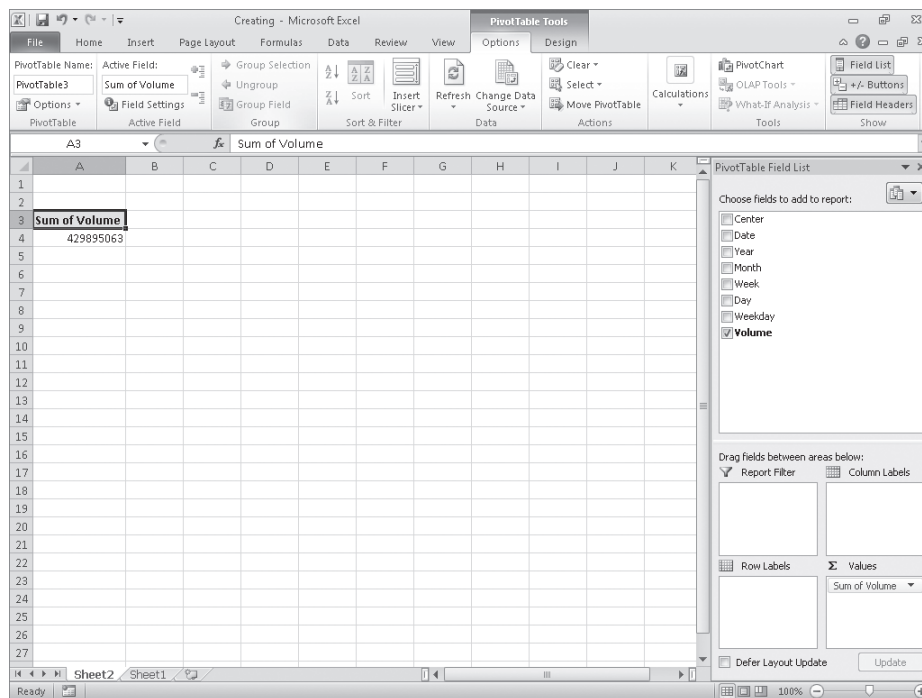 Creating - Microsoft Excel
PivotTable Tools
File Home Insert Page Layout Formulas Data Review View Options Design
PivotTable Name: Active Field:
PivotTable3 Sum of Volume
Options Field Settings
PivotTable Active Field
Group Selection
Ungroup
Group Field
Group
Sort
Insert Slicer
Sort & Filter
Refresh
Change Data Source
Data
Clear
Select
Move PivotTable
Actions
Calculations
PivotChart
OLAP Tools
What-If Analysis
Tools
Field List
+/- Buttons
Field Headers
Show
A3 fx Sum of Volume
A B C D E F G H I J K
1
2
3 Sum of Volume
4 429895063
5
6
7
8
9
10
11
12
13
14
15
16
17
18
19
20
21
22
23
24
25
26
27
PivotTable Field List
Choose fields to add to report:
Center
Date
Year
Month
Week
Day
Weekday
Volume
Drag fields between areas below:
Report Filter Column Labels
Row Labels Σ Values
Sum of Volume
Defer Layout Update Update
Sheet2 Sheet1
Ready 100%